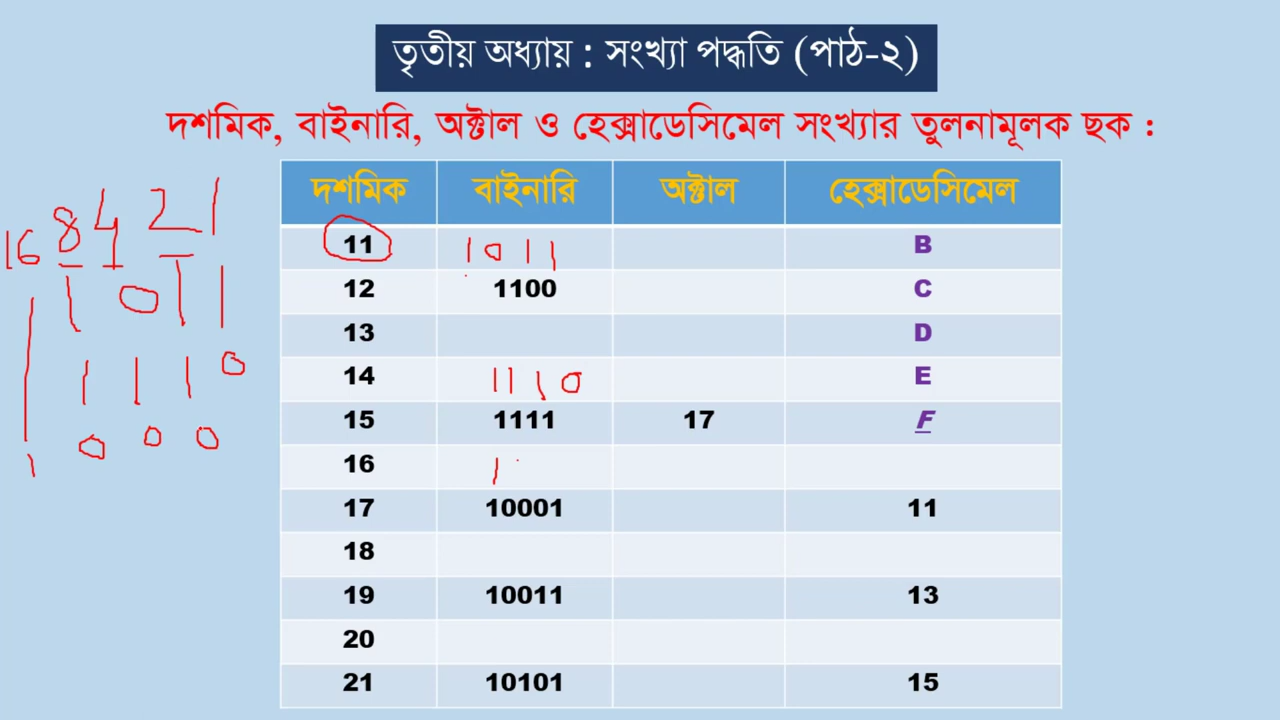 তৃতীয় অধ্যায় : সংখ্যা পদ্ধতি (পাঠ-২)
দশমিক, বাইনারি, অক্টাল ও হেক্সাডেসিমেল সংখ্যার তুলনামূলক ছক :
দশমিক বাইনারি অক্টাল হেক্সাডেসিমেল
11 1011 B
12 1100 C
13 D
14 1110 E
15 1111 17 F
16 1
17 10001 11
18
19 10011 13
20
21 10101 15
16 8 4 2 1
1 0 1 1
1 1 1 0
1 0 0 0